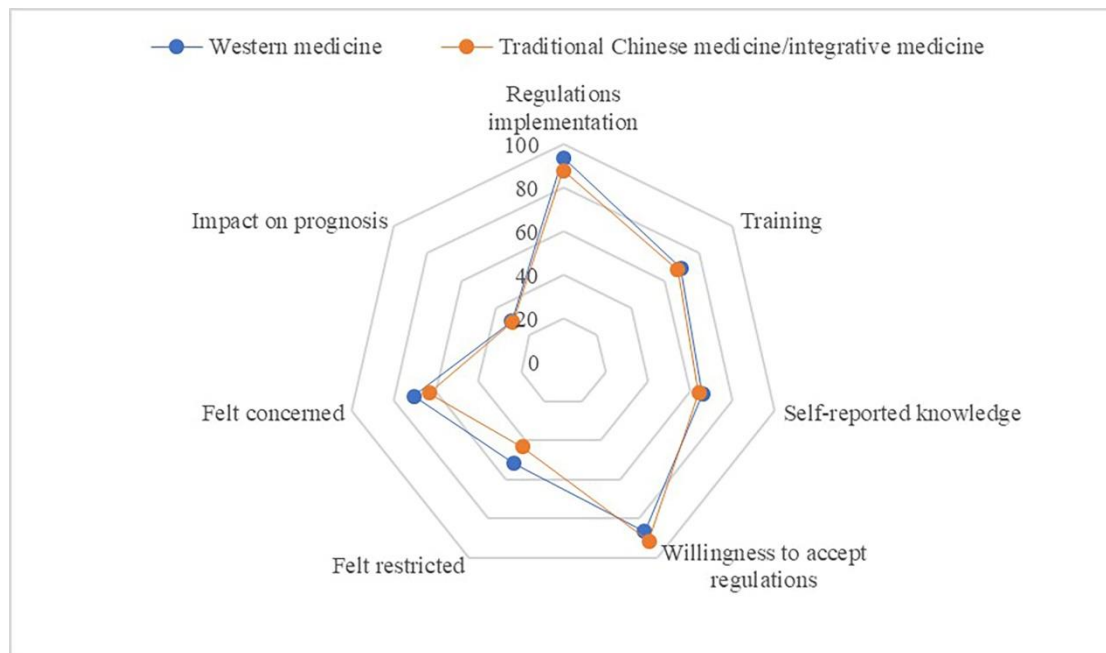 Western medicine
Traditional Chinese medicine/integrative medicine
Regulations
implementation
100
80
60
40
20
0
Training
Self-reported knowledge
Willingness to accept
regulations
Felt restricted
Felt concerned
Impact on prognosis